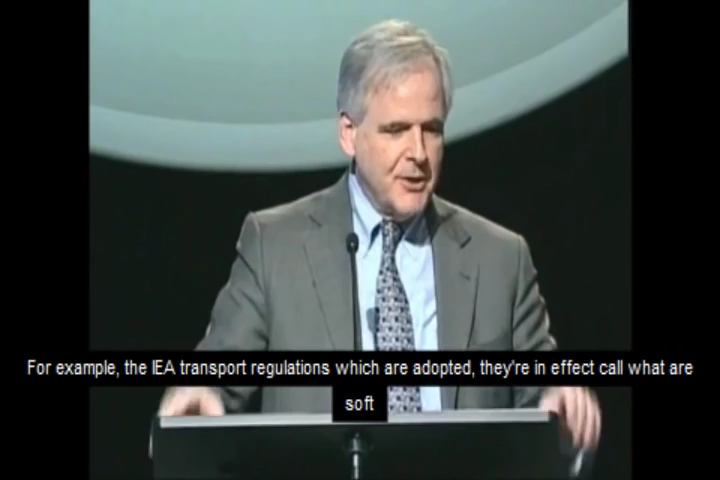 For example, the IEA transport regulations which are adopted, they're in effect call what are
soft